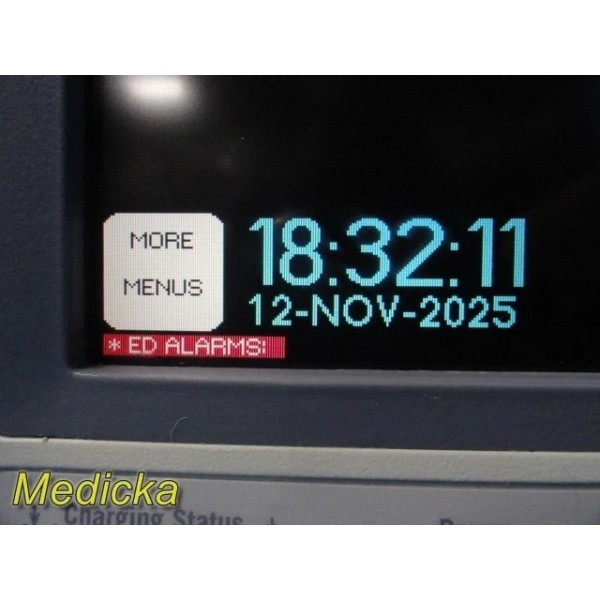 MORE
MENUS
18:32:11
12-NOV-2025
* ED ALARMS:
Medicka
Charging Status